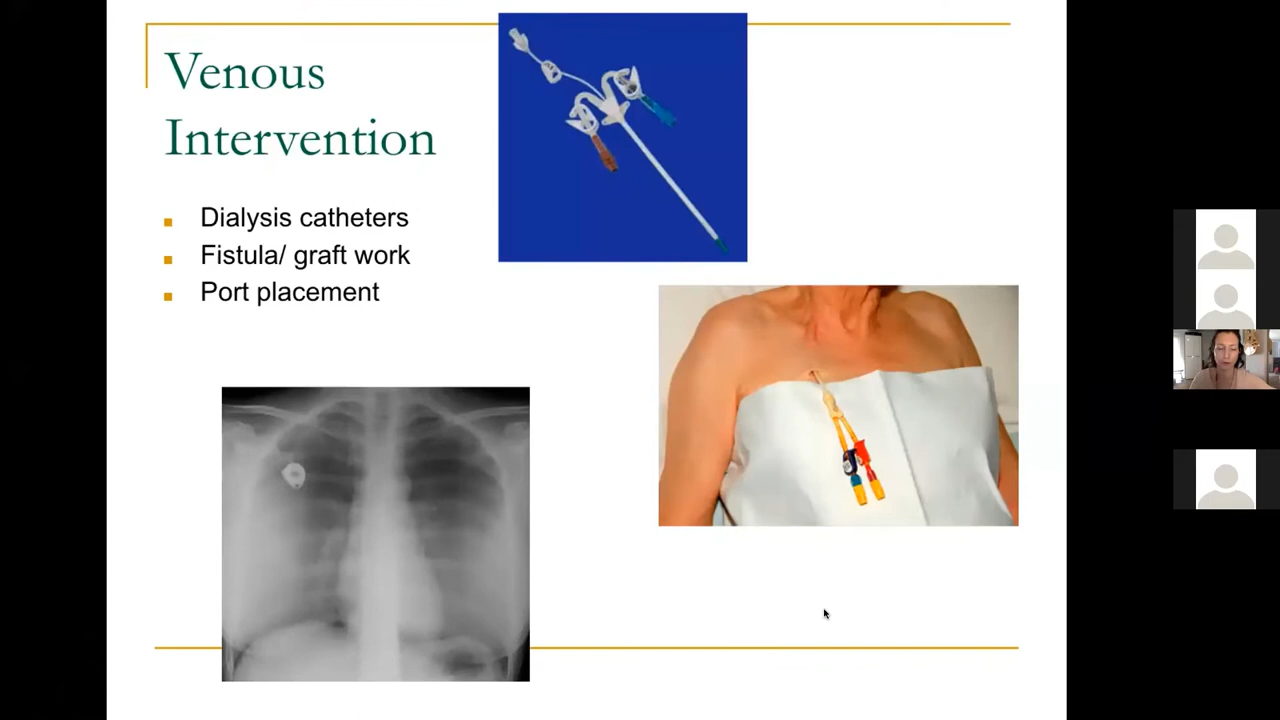 Venous
Intervention
Dialysis catheters
Fistula/ graft work
Port placement